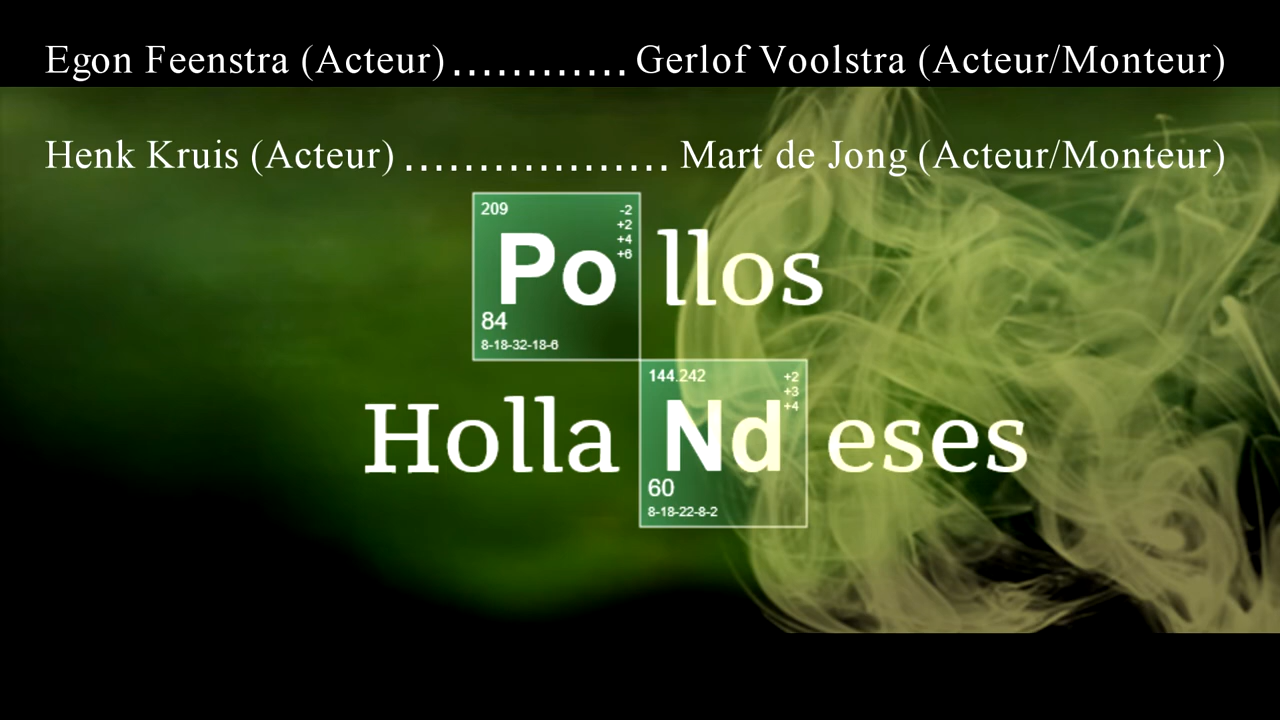 Egon Feenstra (Acteur)............Gerlof Voolstra (Acteur/Monteur)
Henk Kruis (Acteur)..................Mart de Jong (Acteur/Monteur)
209 -2
+2
+4
+6
Pollos
84
8-18-32-18-6
144.242 +2
+3
+4
HollaNdeses
60
8-18-22-8-2